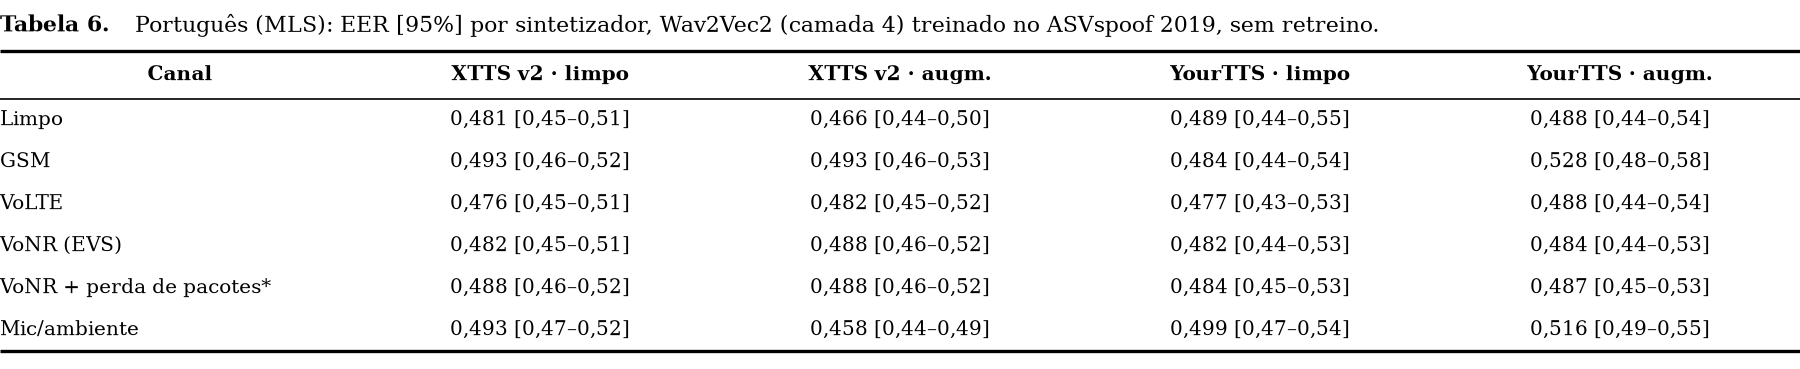 Tabela 6. Português (MLS): EER [95%] por sintetizador, Wav2Vec2 (camada 4) treinado no ASVspoof 2019, sem retreino.
Canal XTTS v2 · limpo XTTS v2 · augm. YourTTS · limpo YourTTS · augm.
Limpo 0,481 [0,45–0,51] 0,466 [0,44–0,50] 0,489 [0,44–0,55] 0,488 [0,44–0,54]
GSM 0,493 [0,46–0,52] 0,493 [0,46–0,53] 0,484 [0,44–0,54] 0,528 [0,48–0,58]
VoLTE 0,476 [0,45–0,51] 0,482 [0,45–0,52] 0,477 [0,43–0,53] 0,488 [0,44–0,54]
VoNR (EVS) 0,482 [0,45–0,51] 0,488 [0,46–0,52] 0,482 [0,44–0,53] 0,484 [0,44–0,53]
VoNR + perda de pacotes* 0,488 [0,46–0,52] 0,488 [0,46–0,52] 0,484 [0,45–0,53] 0,487 [0,45–0,53]
Mic/ambiente 0,493 [0,47–0,52] 0,458 [0,44–0,49] 0,499 [0,47–0,54] 0,516 [0,49–0,55]